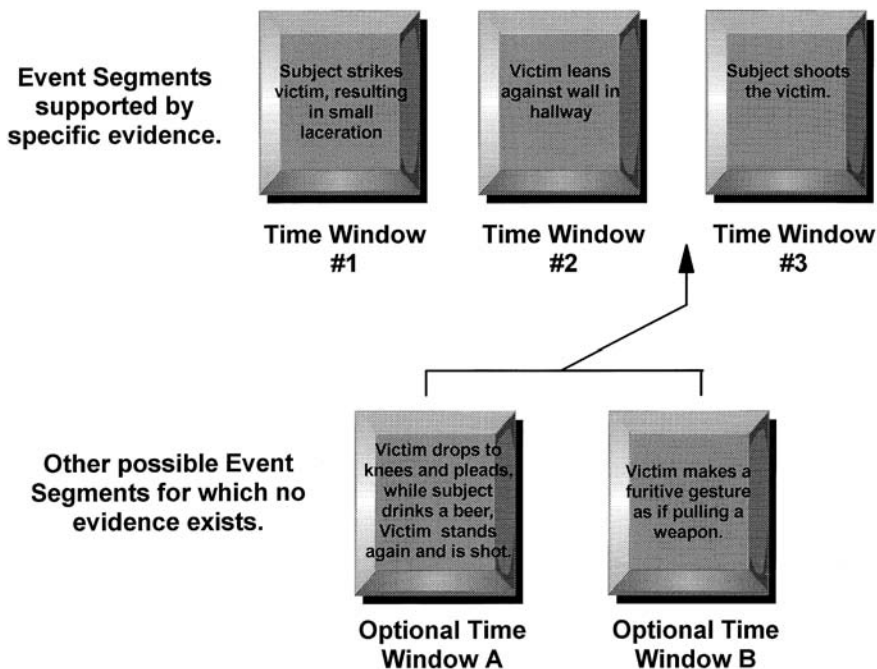 Event Segments
supported by
specific evidence.
Subject strikes
victim, resulting
in small
laceration
Victim leans
against wall in
hallway
Subject shoots
the victim.
Time Window
#1
Time Window
#2
Time Window
#3
Other possible Event
Segments for which no
evidence exists.
Victim drops to
knees and pleads,
while subject
drinks a beer,
Victim stands
again and is shot.
Victim makes a
furitive gesture
as if pulling a
weapon.
Optional Time
Window A
Optional Time
Window B